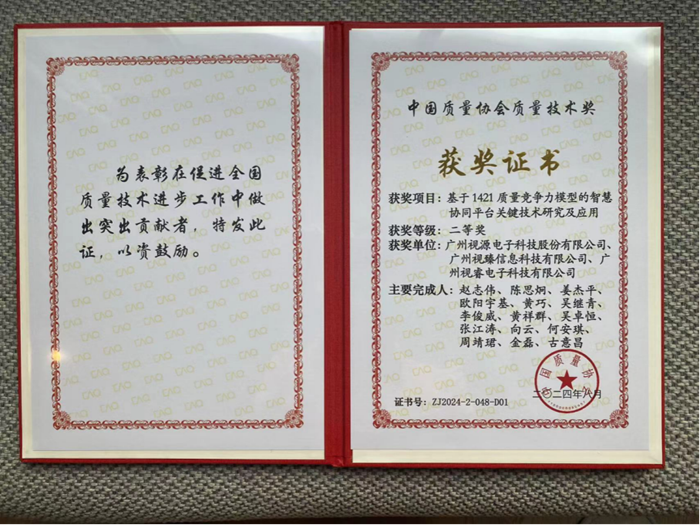 为表彰在促进全国
质量技术进步工作中做
出突出贡献者，特发此
证，以资鼓励。
中国质量协会质量技术奖
获奖证书
获奖项目：基于1421质量竞争力模型的智慧
协同平台关键技术研究及应用
获奖等级：二等奖
获奖单位：广州视源电子科技股份有限公司、
广州视臻信息科技有限公司、广
州视睿电子科技有限公司
主要完成人：赵志伟、陈思炯、姜杰平、
欧阳宇基、黄巧、吴继青、
李俊威、黄祥群、吴卓恒、
张江涛、向云、何安琪、
周靖珺、金磊、古意昌
中国质量协会
二〇二四年八月
证书号：ZJ2024-2-048-D01